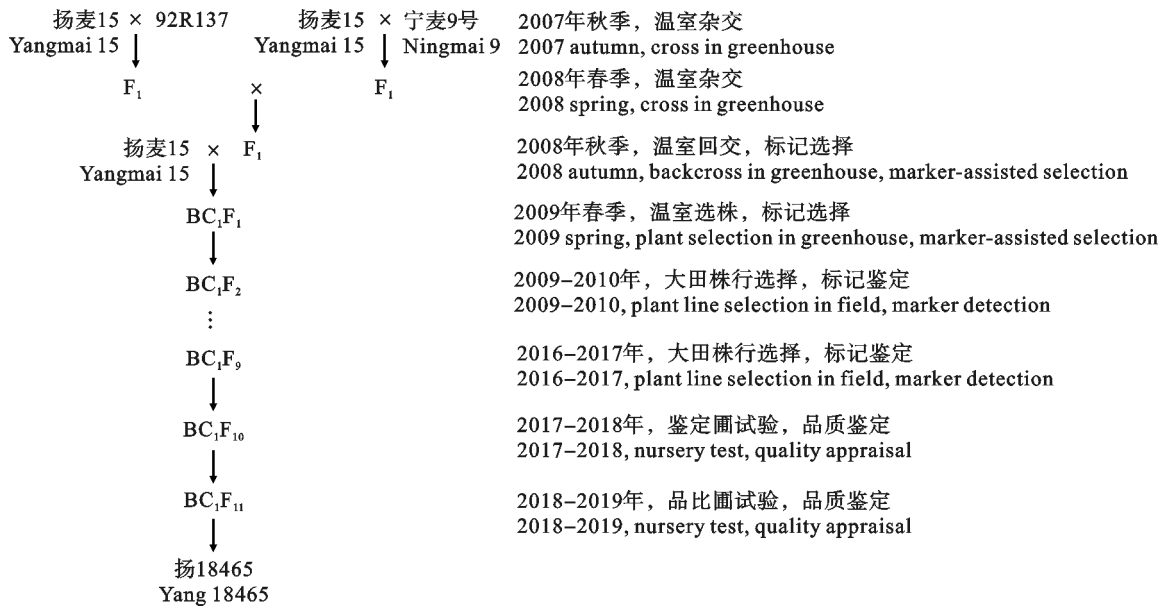 扬麦15 × 92R137 扬麦15 × 宁麦9号 2007年秋季，温室杂交
Yangmai 15 Yangmai 15 Ningmai 9 2007 autumn, cross in greenhouse
F₁ × F₁ 2008年春季，温室杂交
2008 spring, cross in greenhouse
扬麦15 × F₁ 2008年秋季，温室回交，标记选择
Yangmai 15 2008 autumn, backcross in greenhouse, marker-assisted selection
BC₁F₁ 2009年春季，温室选株，标记选择
2009 spring, plant selection in greenhouse, marker-assisted selection
BC₁F₂ 2009–2010年，大田株行选择，标记鉴定
2009–2010, plant line selection in field, marker detection
⋮
BC₁F₉ 2016–2017年，大田株行选择，标记鉴定
2016–2017, plant line selection in field, marker detection
BC₁F₁₀ 2017–2018年，鉴定圃试验，品质鉴定
2017–2018, nursery test, quality appraisal
BC₁F₁₁ 2018–2019年，品比圃试验，品质鉴定
2018–2019, nursery test, quality appraisal
扬18465
Yang 18465